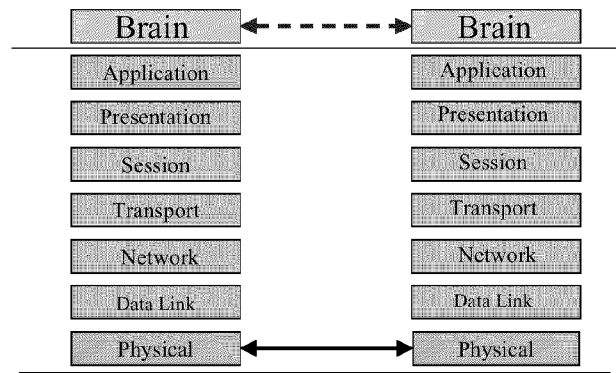 Brain Brain
Application Application
Presentation Presentation
Session Session
Transport Transport
Network Network
Data Link Data Link
Physical Physical